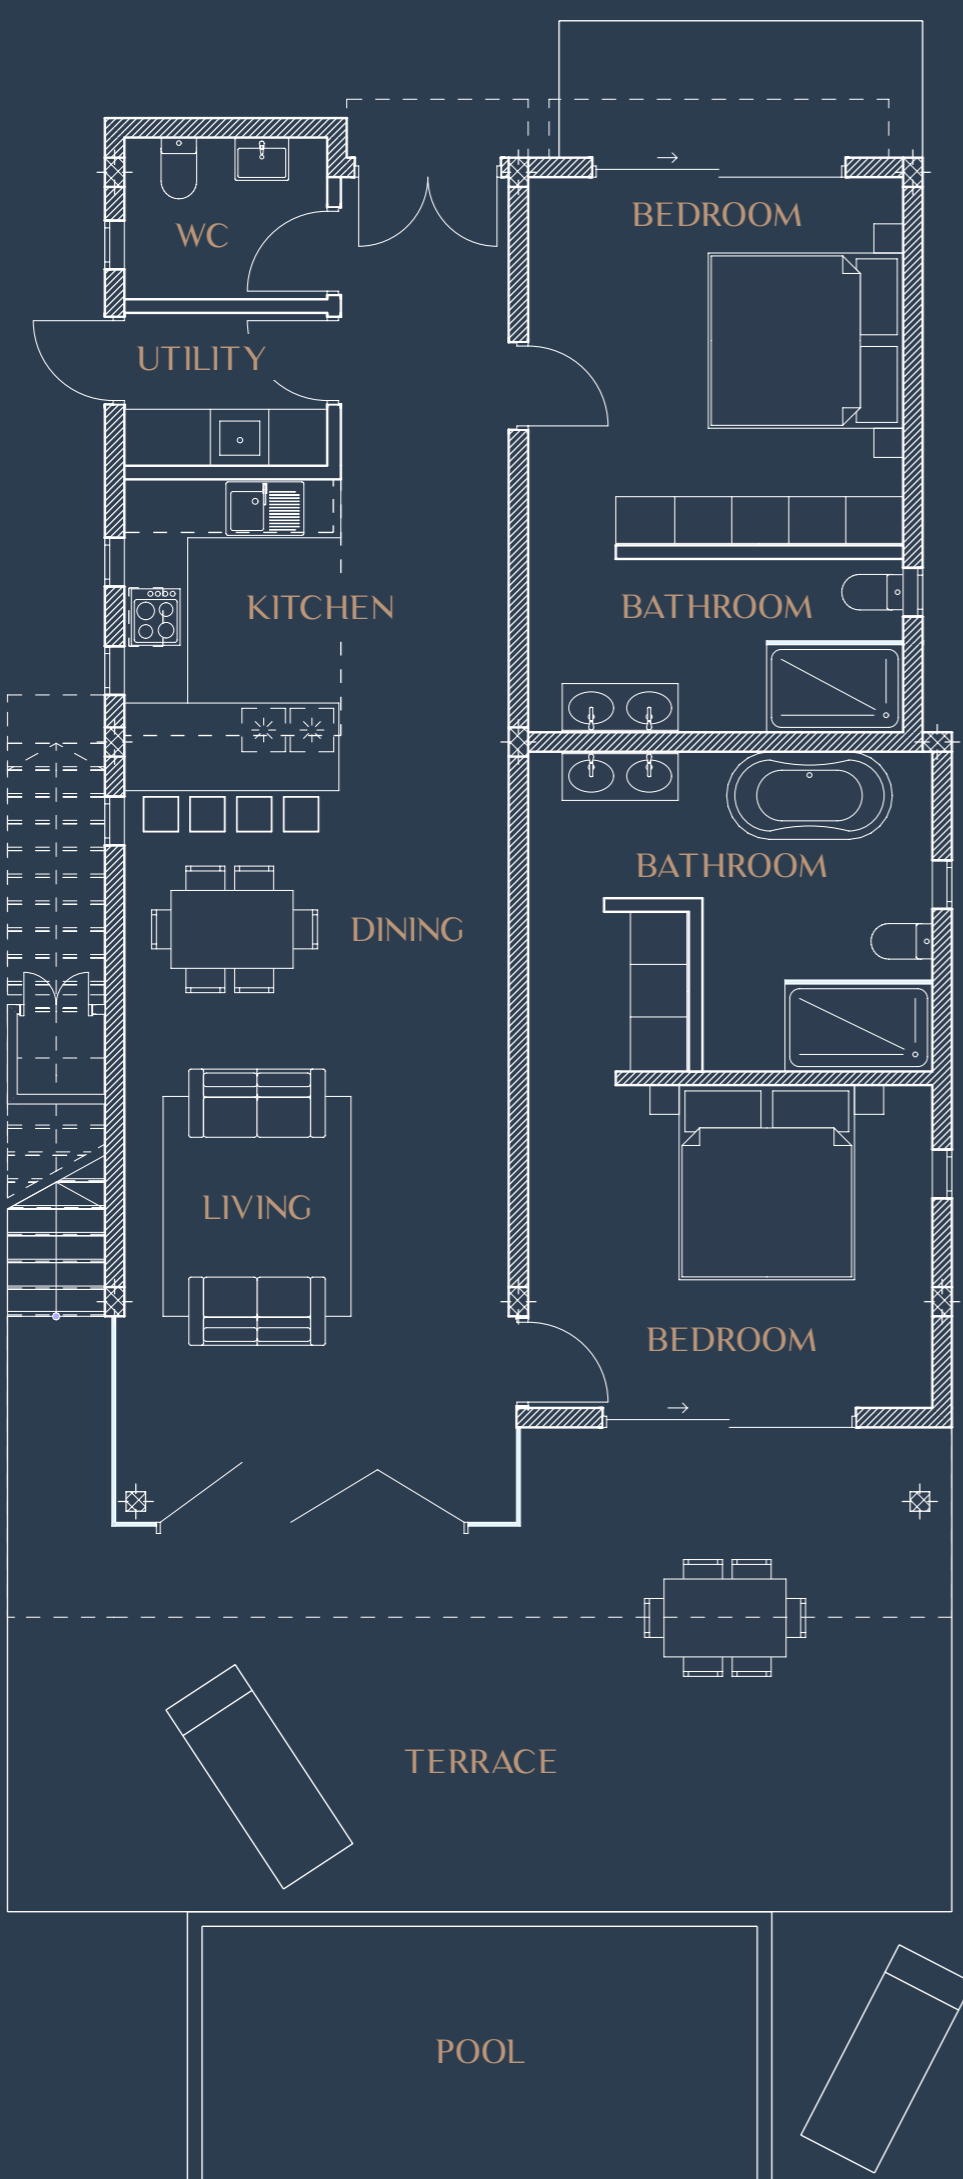 BEDROOM
WC
UTILITY
KITCHEN
BATHROOM
BATHROOM
DINING
LIVING
BEDROOM
TERRACE
POOL